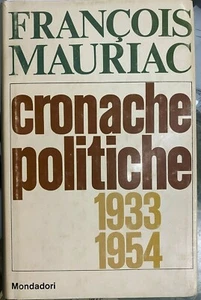 FRANÇOIS
MAURIAC
cronache
politiche
1933
1954
Mondadori